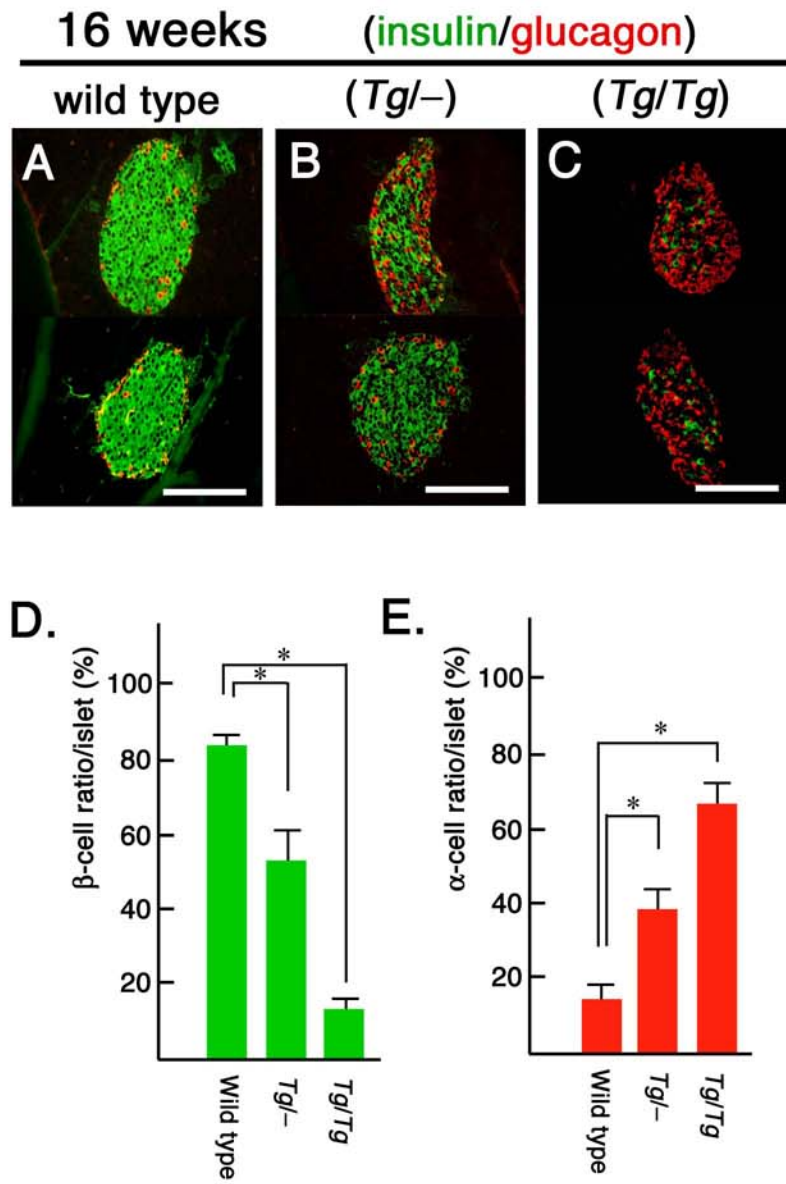 16 weeks (insulin/glucagon)
wild type (Tg/–) (Tg/Tg)
A B C
D.
β-cell ratio/islet (%)
100
80
60
40
20
* *
Wild type
Tg/–
Tg/Tg
E.
α-cell ratio/islet (%)
100
80
60
40
20
* *
Wild type
Tg/–
Tg/Tg